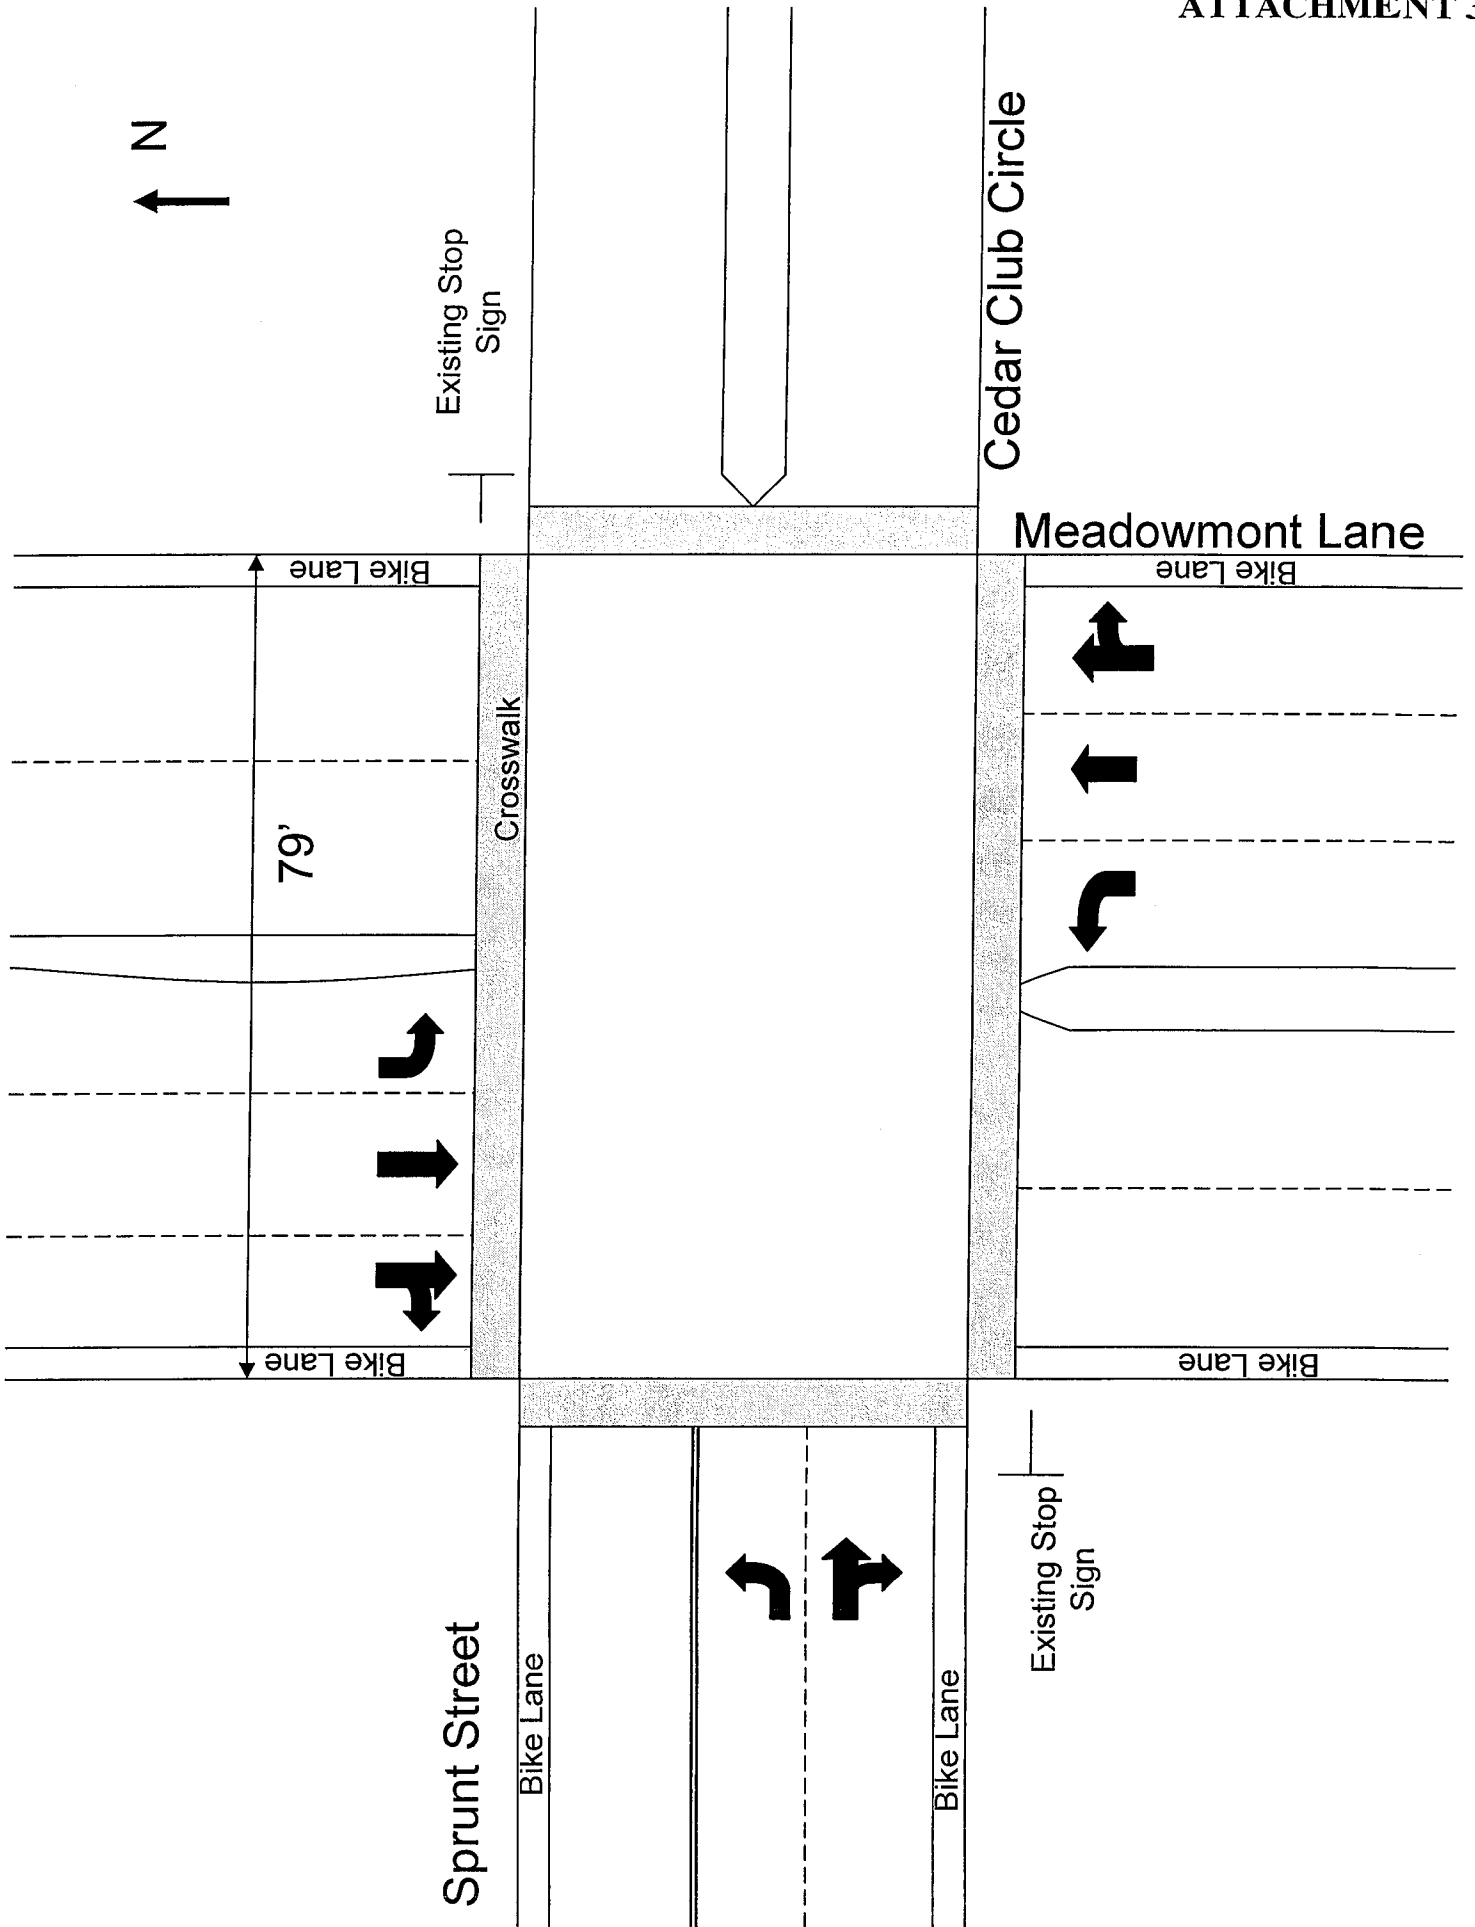 ATTACHMENT 3
N
Existing Stop
Sign
Cedar Club Circle
Meadowmont Lane
Bike Lane
Bike Lane
Crosswalk
79’
Bike Lane
Bike Lane
Sprunt Street
Bike Lane
Bike Lane
Existing Stop
Sign